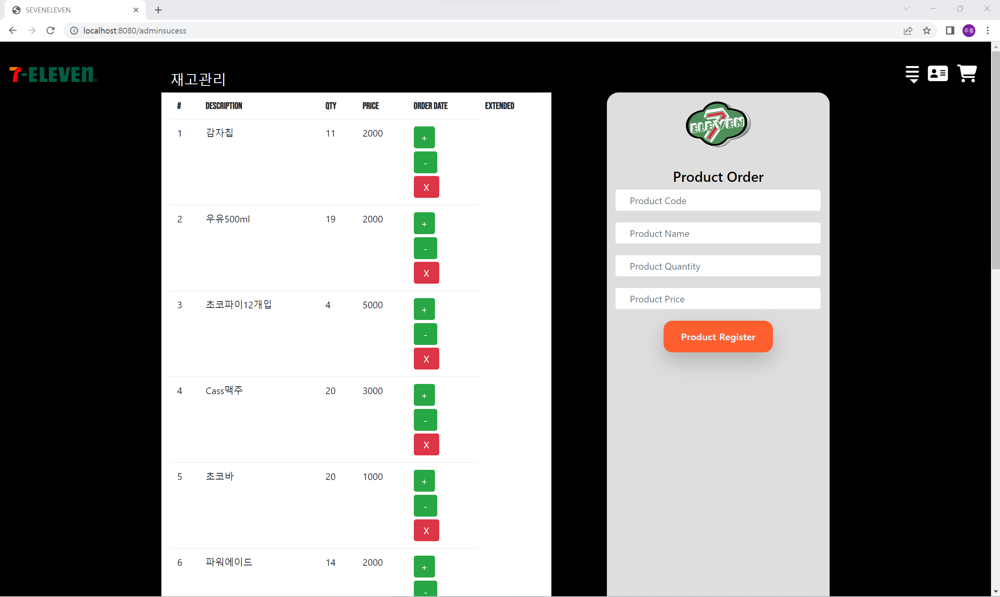 SEVENELEVEN
localhost:8080/adminsucess
주홍
7-ELEVEN®
재고관리
# DESCRIPTION QTY PRICE ORDER DATE EXTENDED
1 감자칩 11 2000 +
-
X
2 우유500ml 19 2000 +
-
X
3 초코파이12개입 4 5000 +
-
X
4 Cass맥주 20 3000 +
-
X
5 초코바 20 1000 +
-
X
6 파워에이드 14 2000 +
-
7 ELEVEN
Product Order
Product Code
Product Name
Product Quantity
Product Price
Product Register